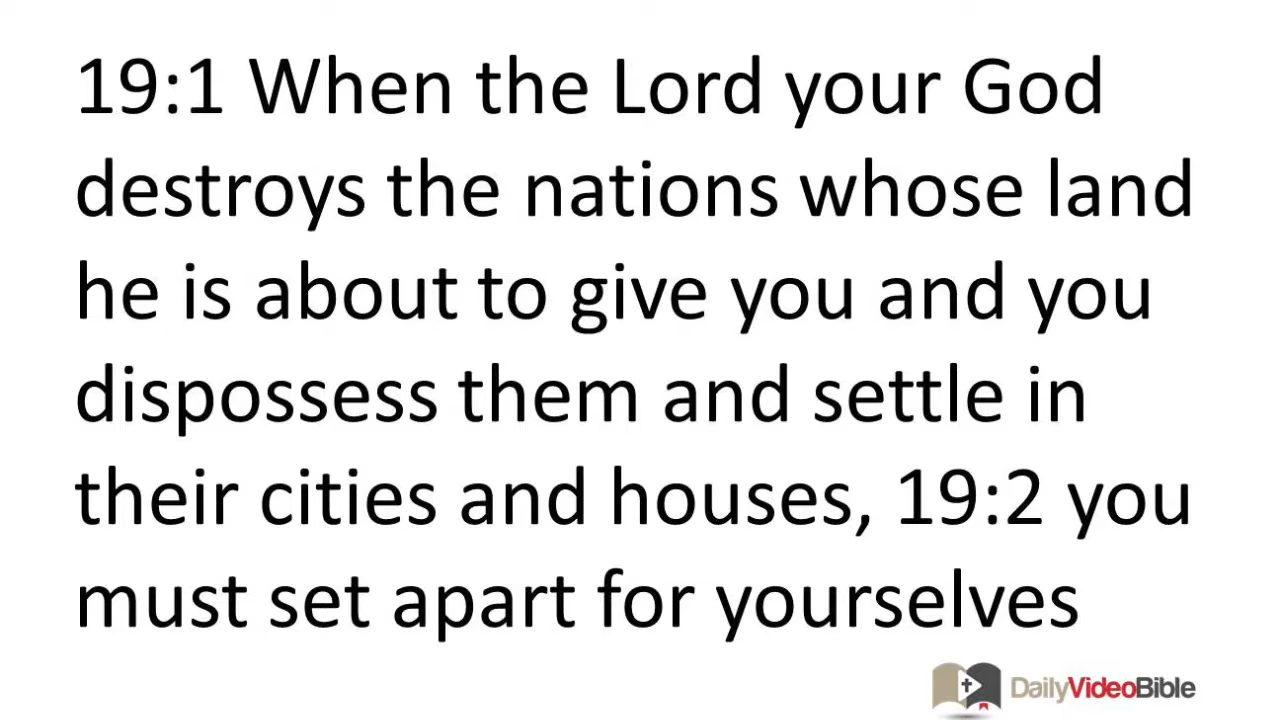 19:1 When the Lord your God
destroys the nations whose land
he is about to give you and you
dispossess them and settle in
their cities and houses, 19:2 you
must set apart for yourselves
DailyVideoBible